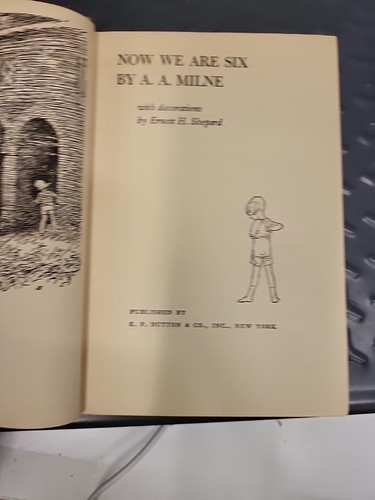 NOW WE ARE SIX
BY A. A. MILNE
with decorations
by Ernest H. Shepard
PUBLISHED BY
E. P. DUTTON & CO., INC., NEW YORK